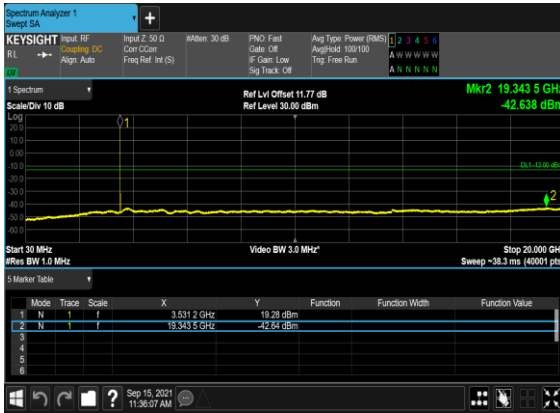 Spectrum Analyzer 1
Swept SA
KEYSIGHT Input: RF Input Z: 50 Ω #Atten: 30 dB PNO: Fast Avg Type: Power (RMS) 1 2 3 4 5 6
RL Coupling: DC Corr CCorr Gate: Off Avg|Hold: 100/100 A W W W W W
Align: Auto Freq Ref: Int (S) IF Gain: Low Trig: Free Run
Sig Track: Off A N N N N N
1 Spectrum Ref Lvl Offset 11.77 dB Mkr2 19.343 5 GHz
Scale/Div 10 dB Ref Level 30.00 dBm -42.638 dBm
Log
20.0
10.0
0.00
-10.0
-20.0
-30.0
-40.0
-50.0
-60.0
1
DL1 -13.00 dBm
2
Start 30 MHz Video BW 3.0 MHz* Stop 20.000 GHz
#Res BW 1.0 MHz Sweep ~38.3 ms (40001 pts)
5 Marker Table
Mode Trace Scale X Y Function Function Width Function Value
1 N 1 f 3.531 2 GHz 19.28 dBm
2 N 1 f 19.343 5 GHz -42.64 dBm
3
4
5
6
? Sep 15, 2021
11:36:07 AM